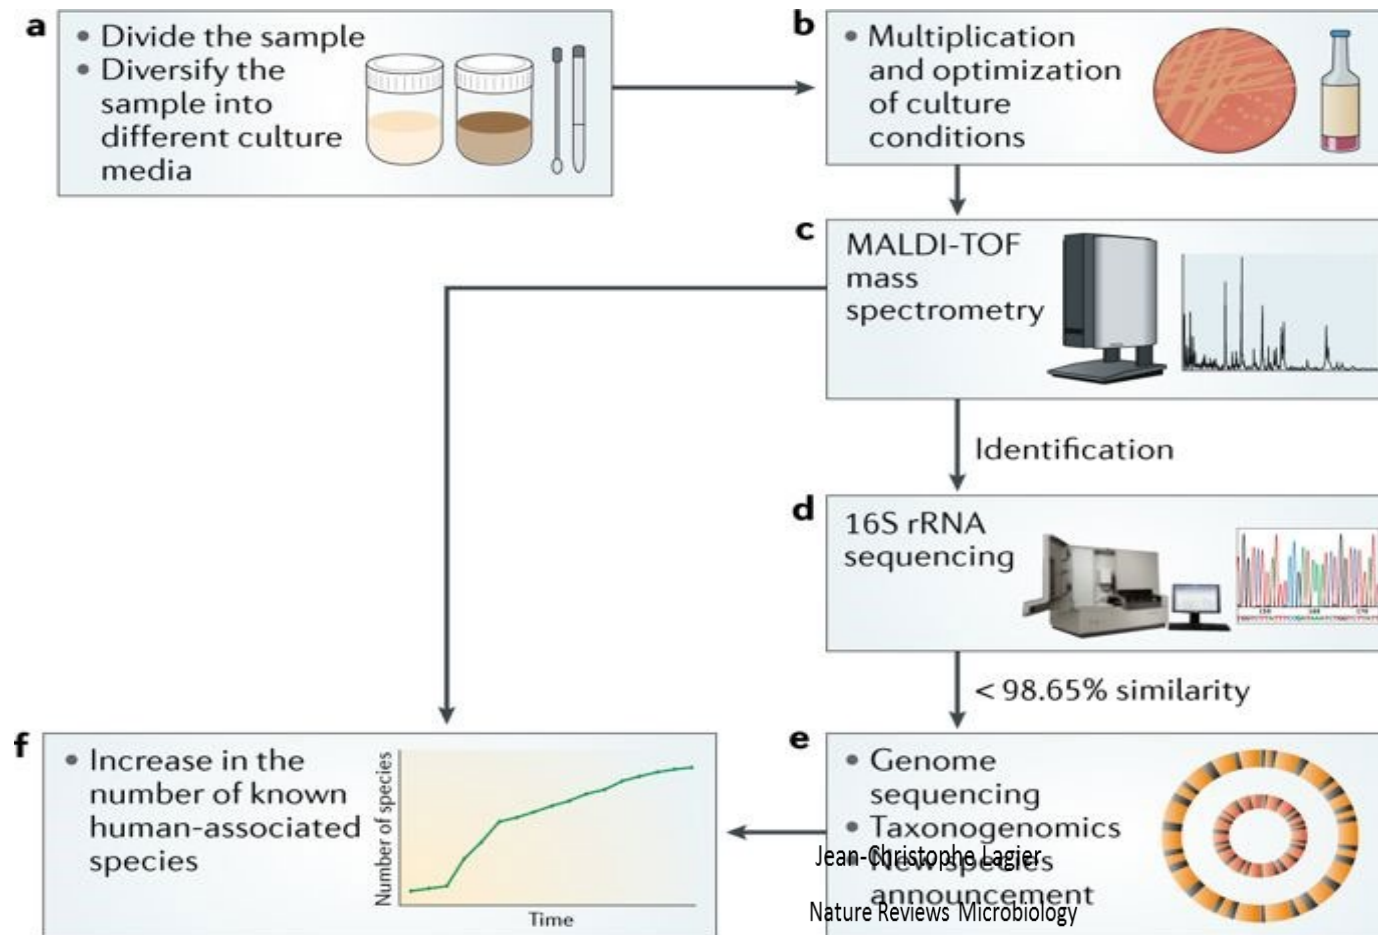 a
• Divide the sample
• Diversify the
sample into
different culture
media
b
• Multiplication
and optimization
of culture
conditions
c
MALDI-TOF
mass
spectrometry
Identification
d
16S rRNA
sequencing
< 98.65% similarity
e
• Genome
sequencing
• Taxonogenomics
• New species
announcement
Jean-Christophe Lagier
Nature Reviews Microbiology
f
• Increase in the
number of known
human-associated
species
Number of species
Time